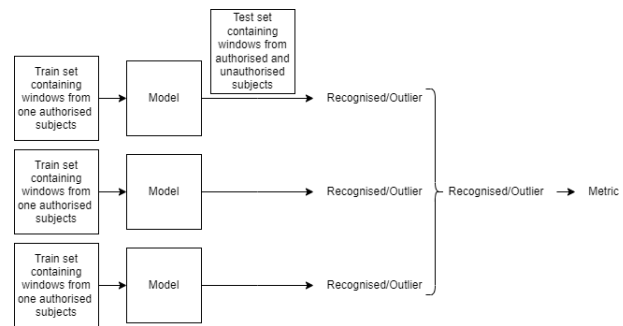 Test set
containing
windows from
authorised and
unauthorised
subjects
Train set
containing
windows from
one authorised
subjects
Model
Recognised/Outlier
Train set
containing
windows from
one authorised
subjects
Model
Recognised/Outlier
Recognised/Outlier
Metric
Train set
containing
windows from
one authorised
subjects
Model
Recognised/Outlier